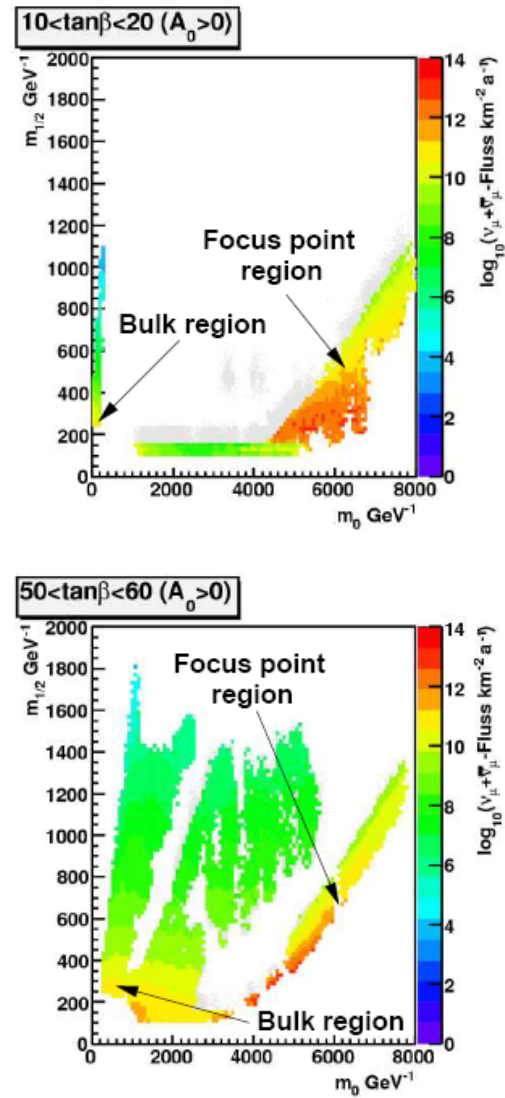 10<tanβ<20 (A₀>0)
m₁/₂ GeV⁻¹
2000
1800
1600
1400
1200
1000
800
600
400
200
0
Focus point
region
Bulk region
0 2000 4000 6000 8000
m₀ GeV⁻¹
14
12
10
8
6
4
2
0
log₁₀(νμ+ν̄μ-Fluss km⁻² a⁻¹)
50<tanβ<60 (A₀>0)
m₁/₂ GeV⁻¹
2000
1800
1600
1400
1200
1000
800
600
400
200
0
Focus point
region
Bulk region
0 2000 4000 6000 8000
m₀ GeV⁻¹
14
12
10
8
6
4
2
0
log₁₀(νμ+ν̄μ-Fluss km⁻² a⁻¹)